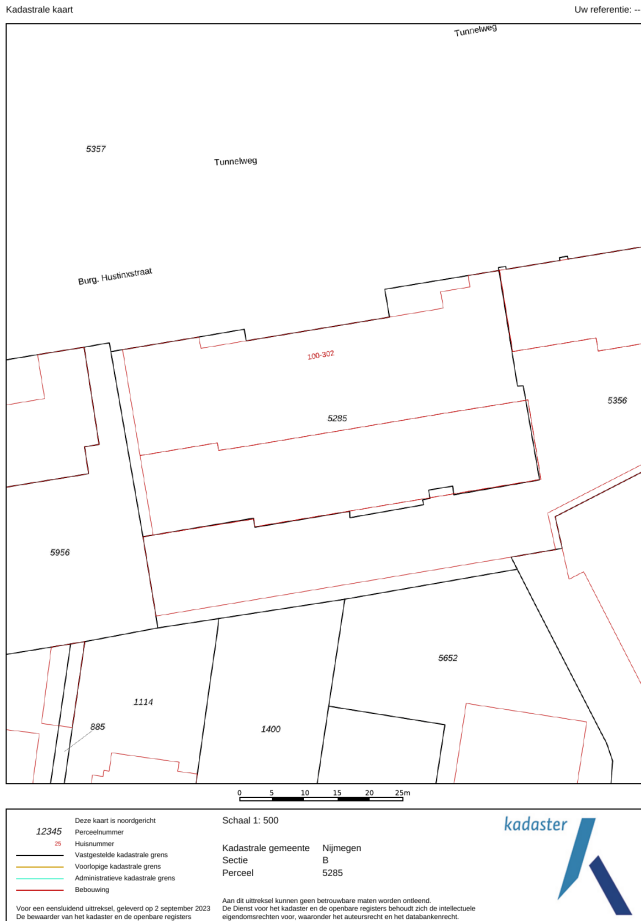 Kadastrale kaart
Uw referentie: --
Tunnelweg
5357
Tunnelweg
Burg. Hustinxstraat
100-302
5285
5356
5956
5652
1114
885
1400
0 5 10 15 20 25m
Deze kaart is noordgericht
12345 Perceelnummer
25 Huisnummer
Vastgestelde kadastrale grens
Voorlopige kadastrale grens
Administratieve kadastrale grens
Bebouwing
Voor een eensluidend uittreksel, geleverd op 2 september 2023
De bewaarder van het kadaster en de openbare registers
Schaal 1: 500
Kadastrale gemeente Nijmegen
Sectie B
Perceel 5285
Aan dit uittreksel kunnen geen betrouwbare maten worden ontleend.
De Dienst voor het kadaster en de openbare registers behoudt zich de intellectuele
eigendomsrechten voor, waaronder het auteursrecht en het databankenrecht.
kadaster